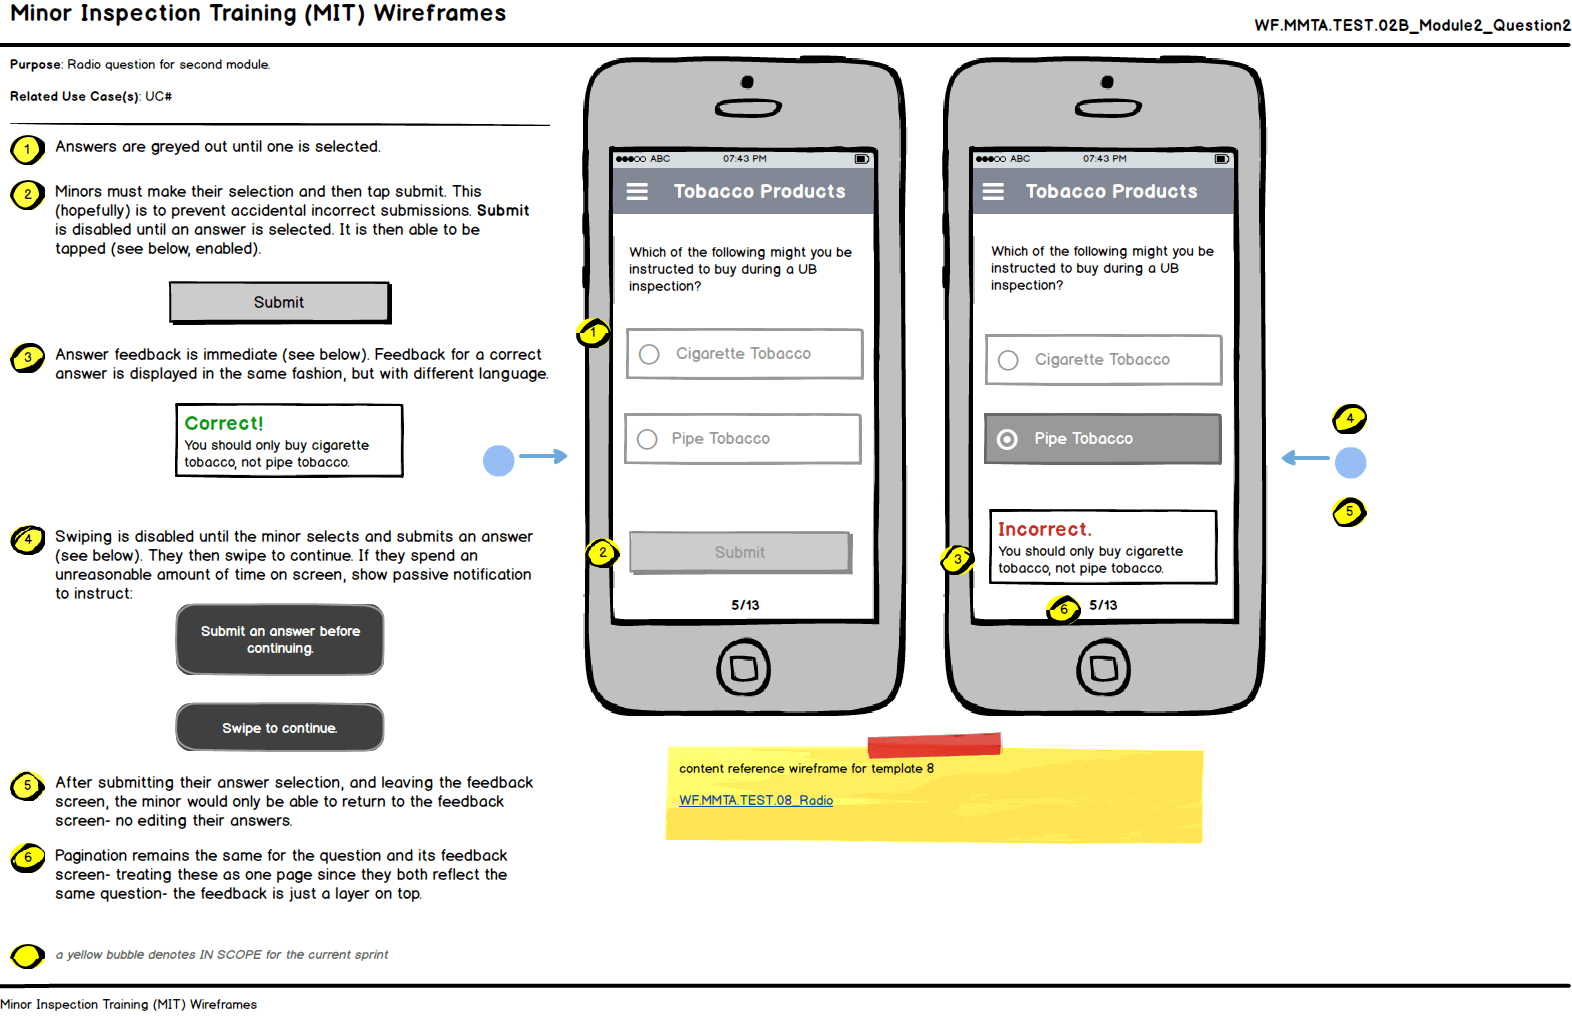 Minor Inspection Training (MIT) Wireframes
WF.MMTA.TEST.02B_Module2_Question2
Purpose: Radio question for second module.
Related Use Case(s): UC#
1
Answers are greyed out until one is selected.
2
Minors must make their selection and then tap submit. This
(hopefully) is to prevent accidental incorrect submissions. Submit
is disabled until an answer is selected. It is then able to be
tapped (see below, enabled).
Submit
3
Answer feedback is immediate (see below). Feedback for a correct
answer is displayed in the same fashion, but with different language.
Correct!
You should only buy cigarette
tobacco, not pipe tobacco.
4
Swiping is disabled until the minor selects and submits an answer
(see below). They then swipe to continue. If they spend an
unreasonable amount of time on screen, show passive notification
to instruct:
Submit an answer before
continuing.
Swipe to continue.
5
After submitting their answer selection, and leaving the feedback
screen, the minor would only be able to return to the feedback
screen- no editing their answers.
6
Pagination remains the same for the question and its feedback
screen- treating these as one page since they both reflect the
same question- the feedback is just a layer on top.
a yellow bubble denotes IN SCOPE for the current sprint
ABC
07:43 PM
Tobacco Products
Which of the following might you be
instructed to buy during a UB
inspection?
1
Cigarette Tobacco
Pipe Tobacco
2
Submit
5/13
ABC
07:43 PM
Tobacco Products
Which of the following might you be
instructed to buy during a UB
inspection?
Cigarette Tobacco
Pipe Tobacco
3
Incorrect.
You should only buy cigarette
tobacco, not pipe tobacco.
6
5/13
4
5
content reference wireframe for template 8
WF.MMTA.TEST.08_Radio
Minor Inspection Training (MIT) Wireframes